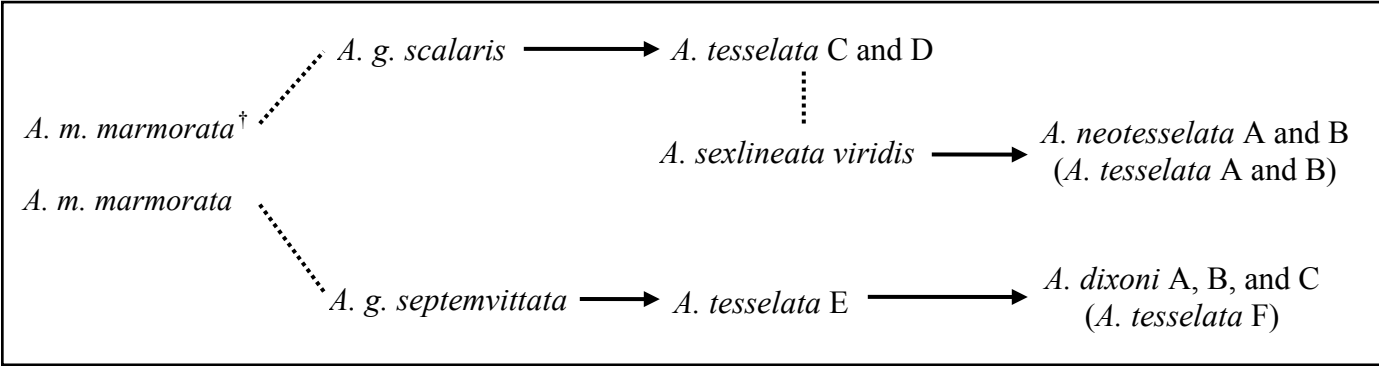 A. g. scalaris
A. tesselata C and D
A. m. marmorata†
A. sexlineata viridis
A. neotesselata A and B
(A. tesselata A and B)
A. m. marmorata
A. g. septemvittata
A. tesselata E
A. dixoni A, B, and C
(A. tesselata F)